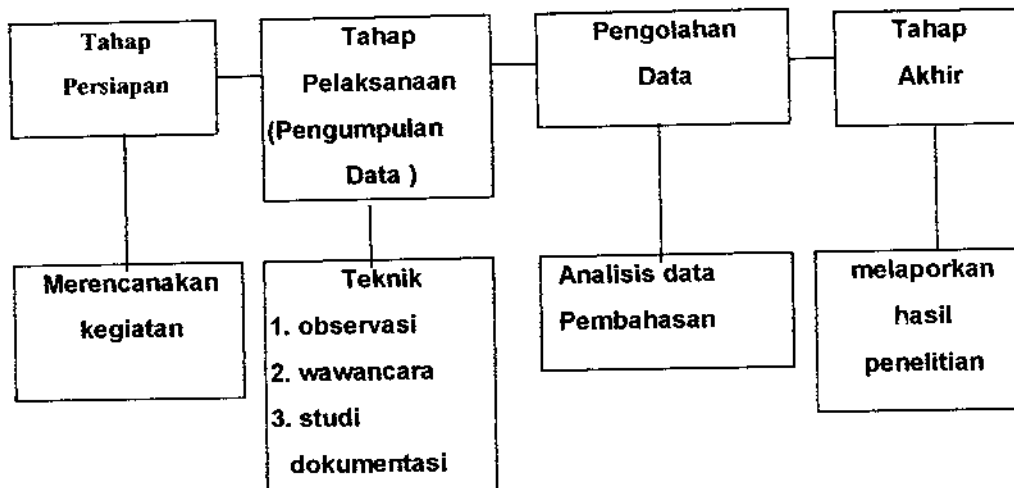 Tahap
Persiapan
Tahap
Pelaksanaan
(Pengumpulan
Data )
Pengolahan
Data
Tahap
Akhir
Merencanakan
kegiatan
Teknik
1. observasi
2. wawancara
3. studi
dokumentasi
Analisis data
Pembahasan
melaporkan
hasil
penelitian